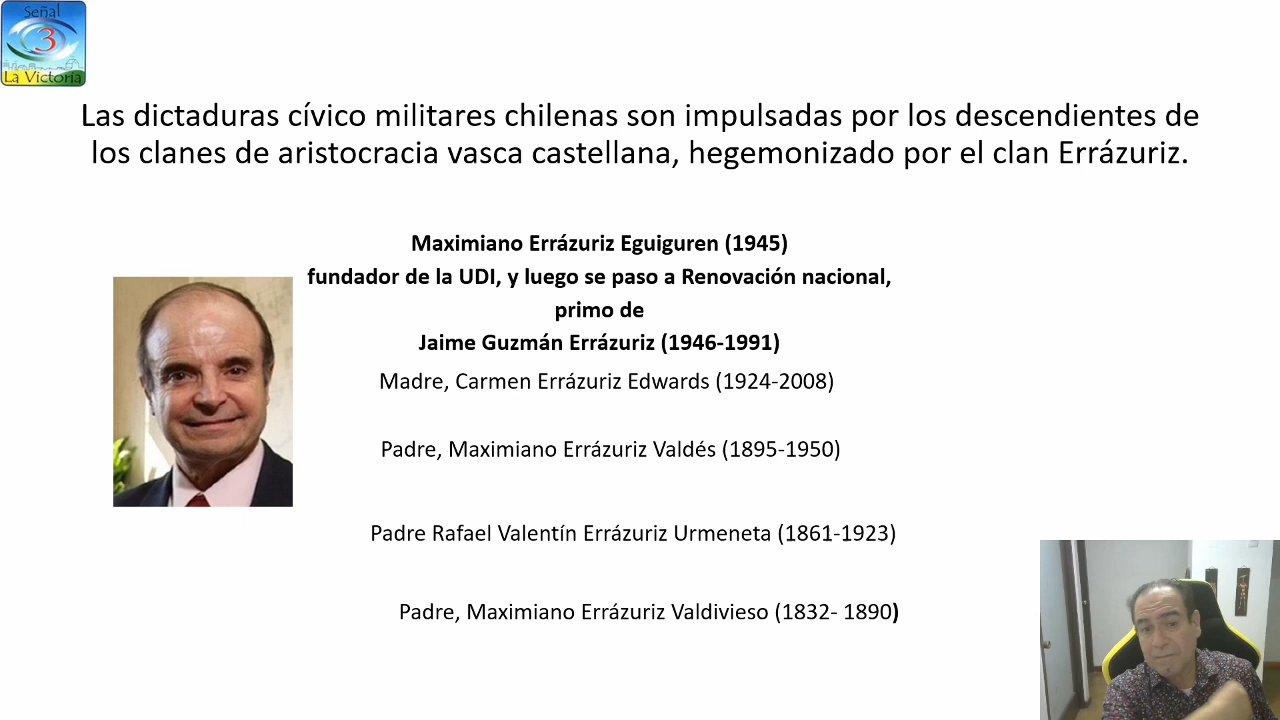 Señal
3
La Victoria
Las dictaduras cívico militares chilenas son impulsadas por los descendientes de
los clanes de aristocracia vasca castellana, hegemonizado por el clan Errázuriz.
Maximiano Errázuriz Eguiguren (1945)
fundador de la UDI, y luego se paso a Renovación nacional,
primo de
Jaime Guzmán Errázuriz (1946-1991)
Madre, Carmen Errázuriz Edwards (1924-2008)
Padre, Maximiano Errázuriz Valdés (1895-1950)
Padre Rafael Valentín Errázuriz Urmeneta (1861-1923)
Padre, Maximiano Errázuriz Valdivieso (1832- 1890)